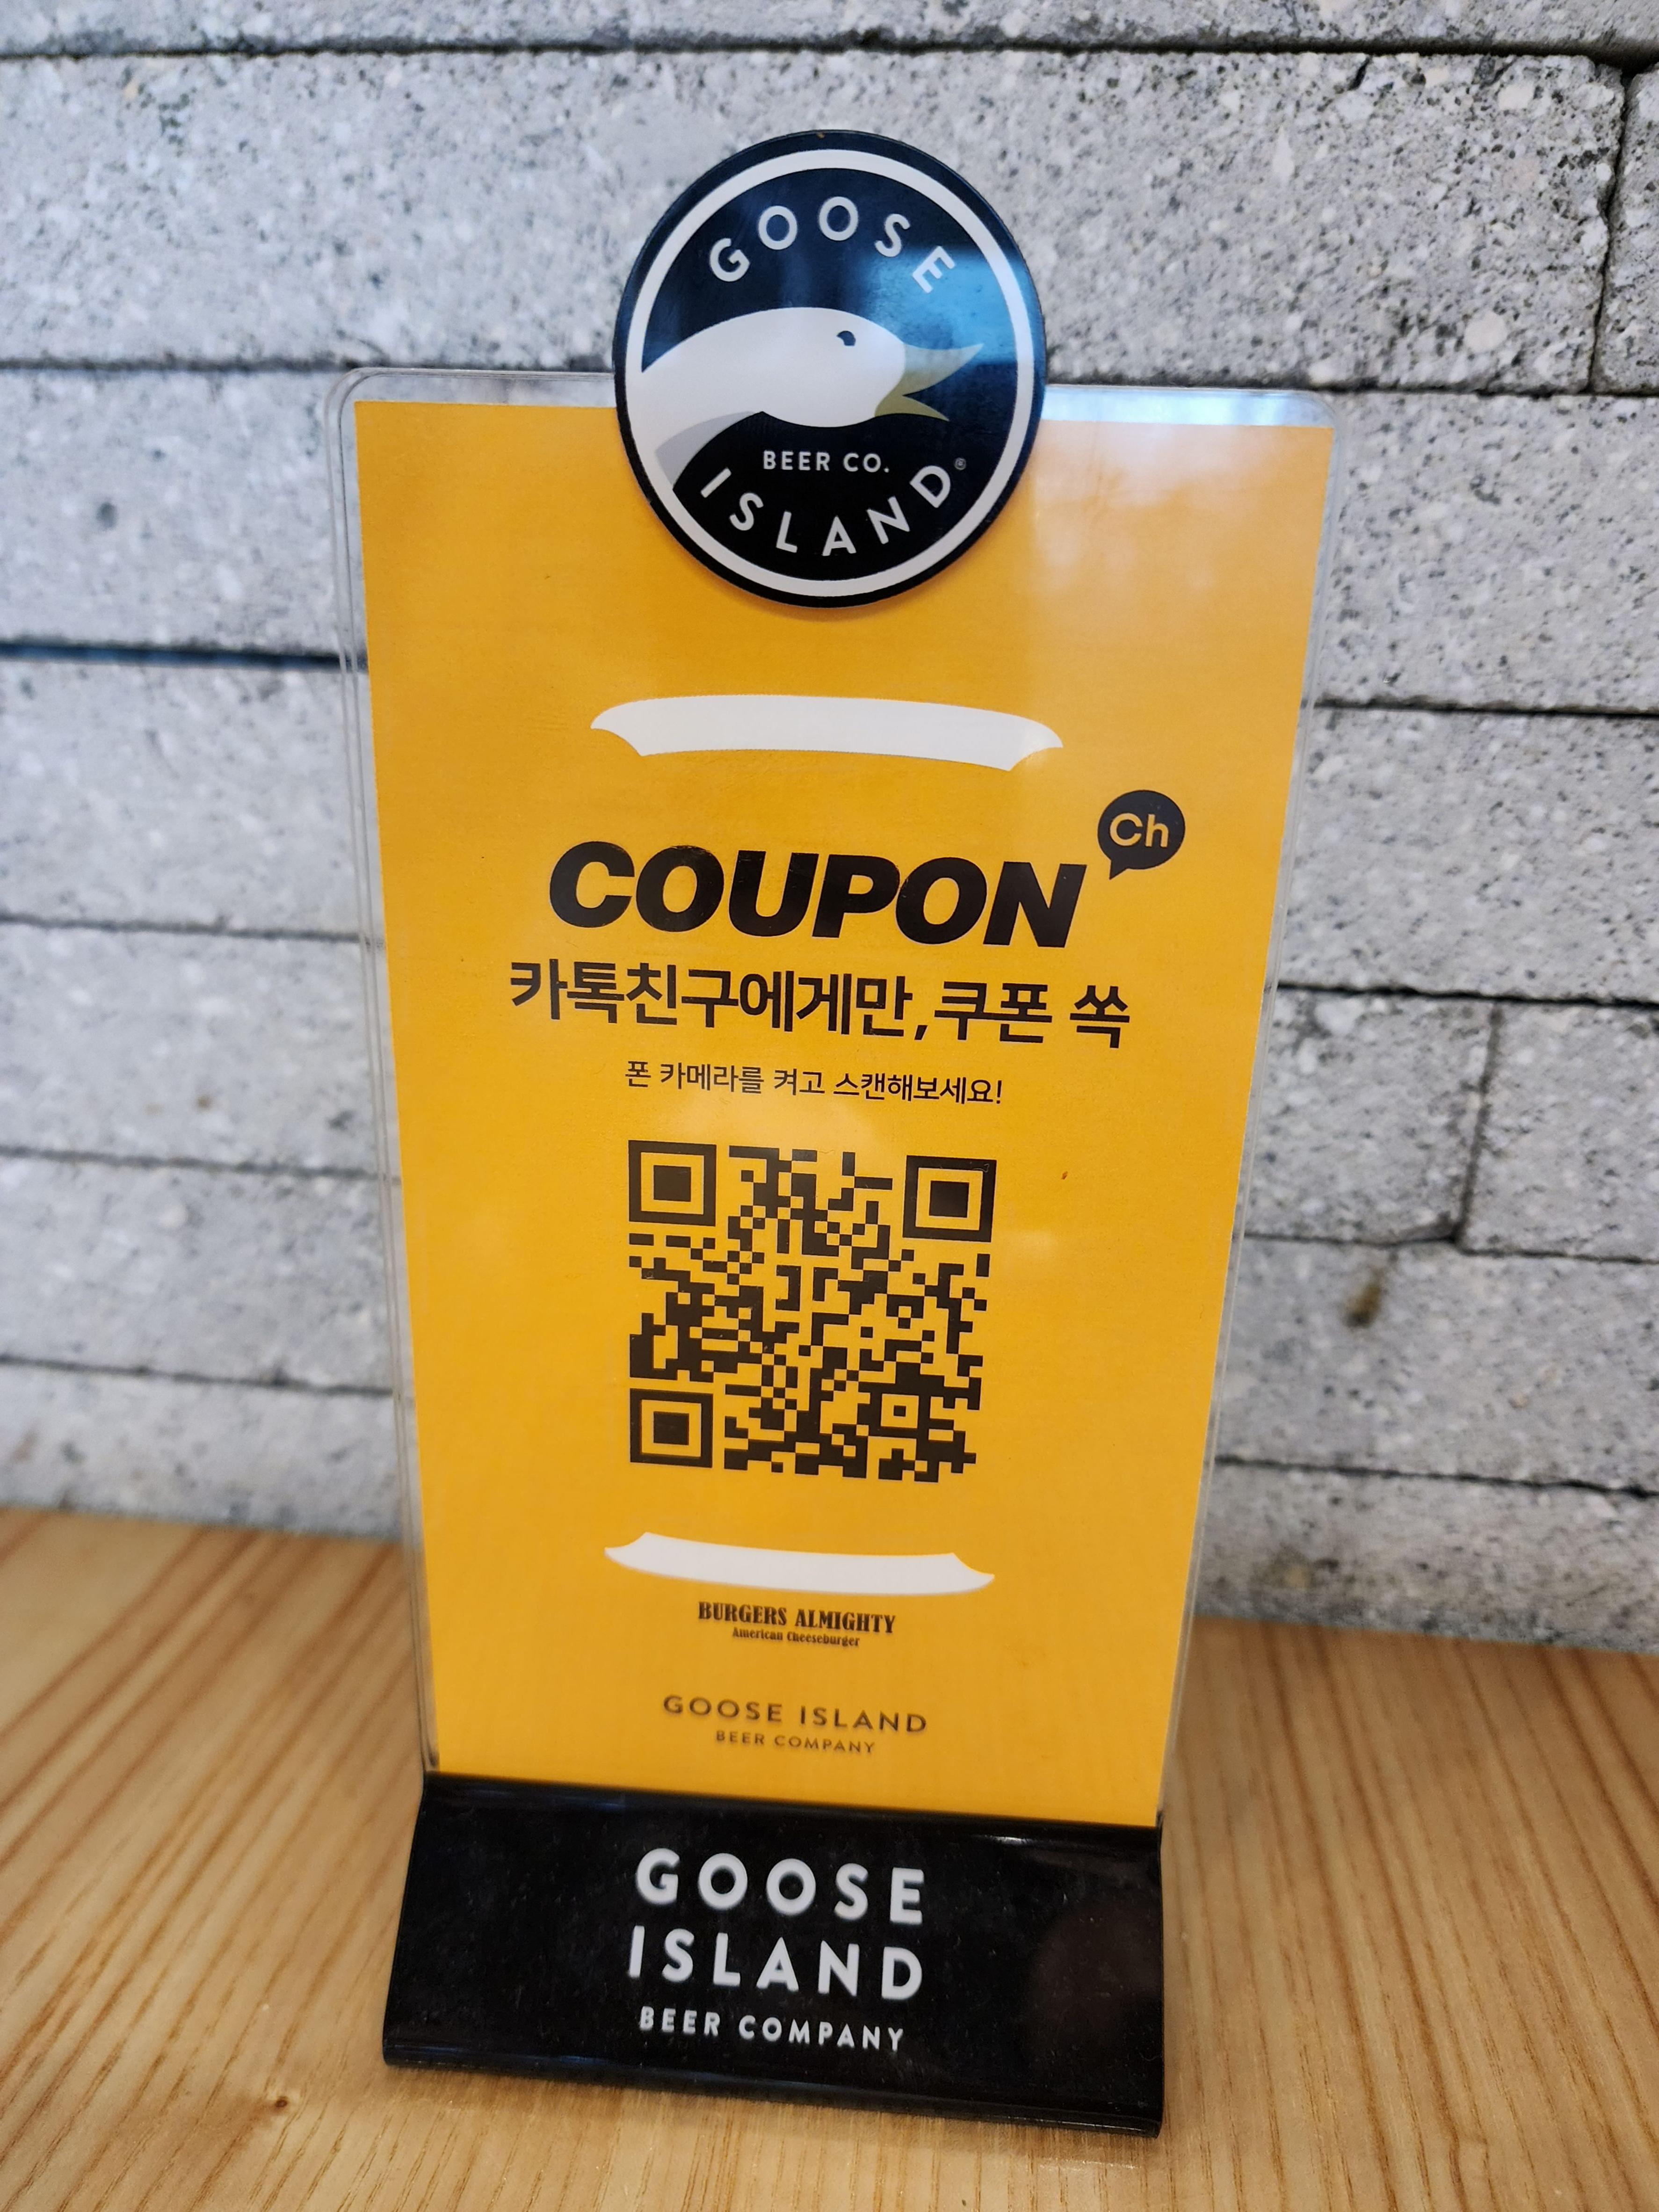 GOOSE
BEER CO.
ISLAND®
COUPON
Ch
카톡친구에게만,쿠폰 쏙
폰 카메라를 켜고 스캔해보세요!
BURGERS ALMIGHTY
American Cheeseburger
GOOSE ISLAND
BEER COMPANY
GOOSE
ISLAND
BEER COMPANY